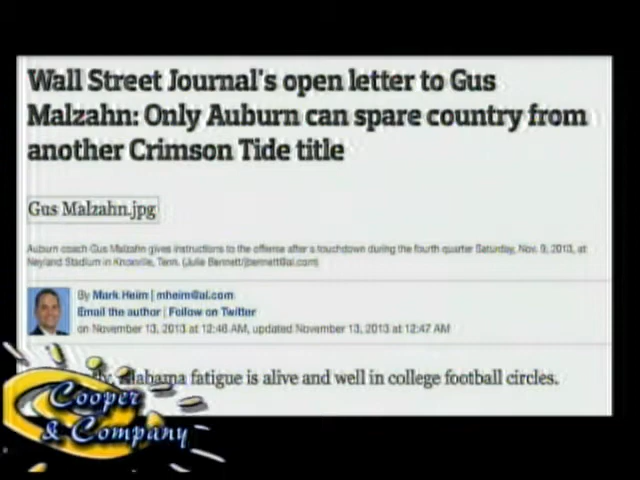 Wall Street Journal's open letter to Gus
Malzahn: Only Auburn can spare country from
another Crimson Tide title
Gus Malzahn.jpg
Auburn coach Gus Malzahn gives instructions to the offense after a touchdown during the fourth quarter Saturday, Nov. 9, 2013, at
Neyland Stadium in Knoxville, Tenn. (Julie Bennett/jbennett@al.com)
By Mark Heim | mheim@al.com
Email the author | Follow on Twitter
on November 13, 2013 at 12:46 AM, updated November 13, 2013 at 12:47 AM
Alabama fatigue is alive and well in college football circles.
Cooper
& Company